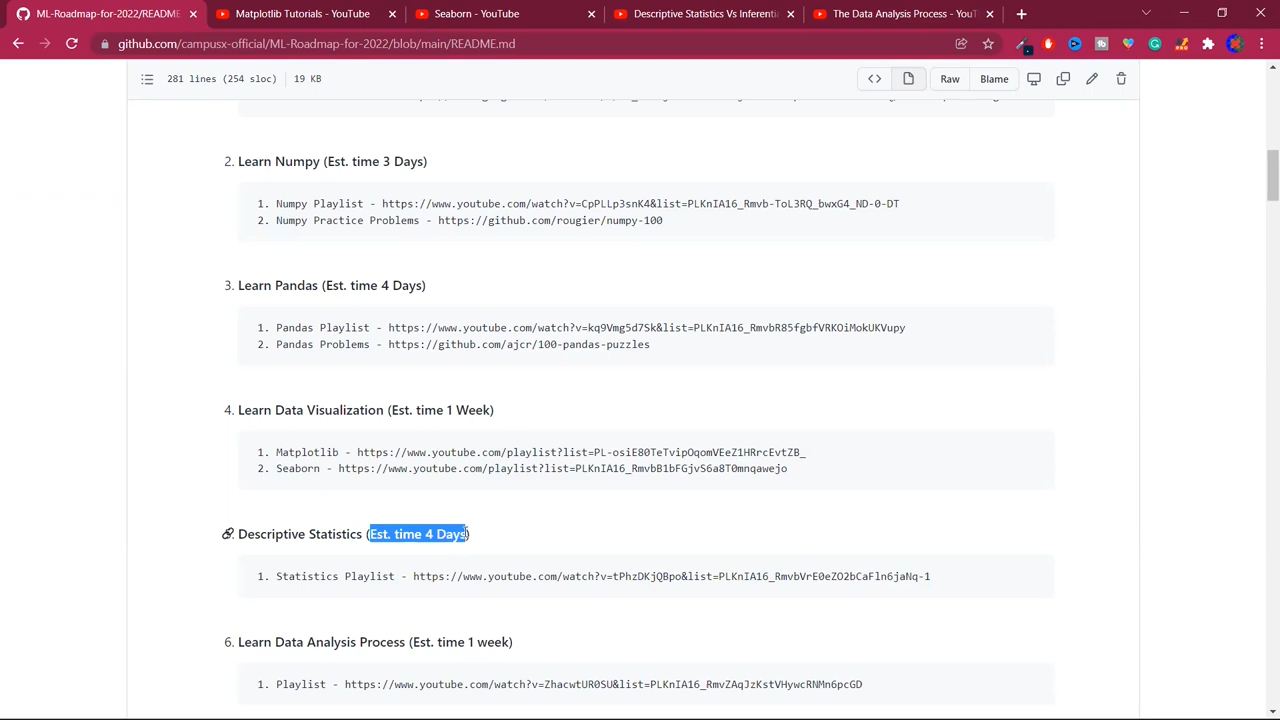 ML-Roadmap-for-2022/README
Matplotlib Tutorials - YouTube
Seaborn - YouTube
Descriptive Statistics Vs Inferenti
The Data Analysis Process - YouT
github.com/campusx-official/ML-Roadmap-for-2022/blob/main/README.md
281 lines (254 sloc) 19 KB
Raw
Blame
2. Learn Numpy (Est. time 3 Days)
1. Numpy Playlist - https://www.youtube.com/watch?v=CpPLLp3snK4&list=PLKnIA16_Rmvb-ToL3RQ_bwxG4_ND-0-DT
2. Numpy Practice Problems - https://github.com/rougier/numpy-100
3. Learn Pandas (Est. time 4 Days)
1. Pandas Playlist - https://www.youtube.com/watch?v=kq9Vmg5d7Sk&list=PLKnIA16_RmvbR85fgbfVRKOiMokUKVupy
2. Pandas Problems - https://github.com/ajcr/100-pandas-puzzles
4. Learn Data Visualization (Est. time 1 Week)
1. Matplotlib - https://www.youtube.com/playlist?list=PL-osiE80TeTvipOqomVEeZ1HRrcEvtZB_
2. Seaborn - https://www.youtube.com/playlist?list=PLKnIA16_RmvbB1bFGjvS6a8T0mnqawejo
Descriptive Statistics (Est. time 4 Days)
1. Statistics Playlist - https://www.youtube.com/watch?v=tPhzDKjQBpo&list=PLKnIA16_RmvbVrE0eZO2bCaFln6jaNq-1
6. Learn Data Analysis Process (Est. time 1 week)
1. Playlist - https://www.youtube.com/watch?v=ZhacwtUR0SU&list=PLKnIA16_RmvZAqJzKstVHywcRNMn6pcGD